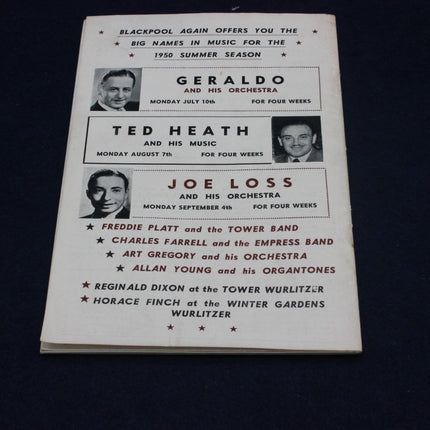 BLACKPOOL AGAIN OFFERS YOU THE
BIG NAMES IN MUSIC FOR THE
1950 SUMMER SEASON
GERALDO
AND HIS ORCHESTRA
MONDAY JULY 10th FOR FOUR WEEKS
TED HEATH
AND HIS MUSIC
MONDAY AUGUST 7th FOR FOUR WEEKS
JOE LOSS
AND HIS ORCHESTRA
MONDAY SEPTEMBER 4th FOR FOUR WEEKS
★ FREDDIE PLATT and the TOWER BAND
★ CHARLES FARRELL and the EMPRESS BAND
★ ART GREGORY and his ORCHESTRA
★ ALLAN YOUNG and his ORGANTONES
★ REGINALD DIXON at the TOWER WURLITZER
★ HORACE FINCH at the WINTER GARDENS
WURLITZER